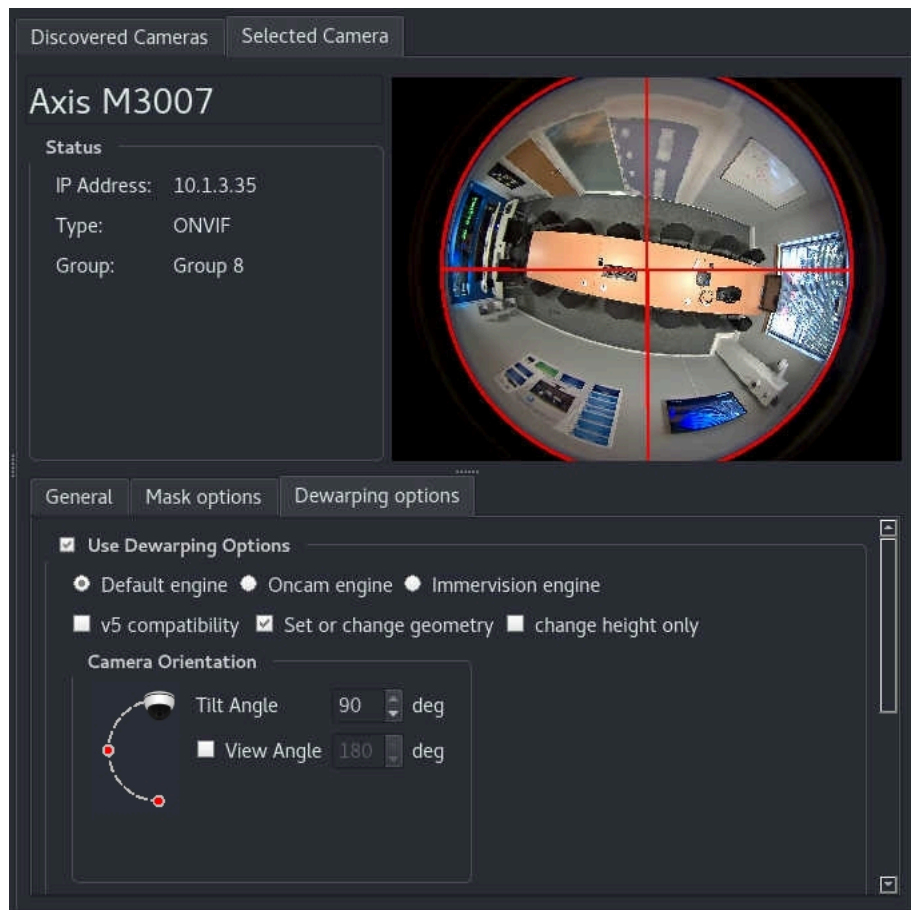 Discovered Cameras Selected Camera
Axis M3007
Status
IP Address: 10.1.3.35
Type: ONVIF
Group: Group 8
General Mask options Dewarping options
Use Dewarping Options
Default engine Oncam engine Immervision engine
v5 compatibility Set or change geometry change height only
Camera Orientation
Tilt Angle 90 deg
View Angle 180 deg